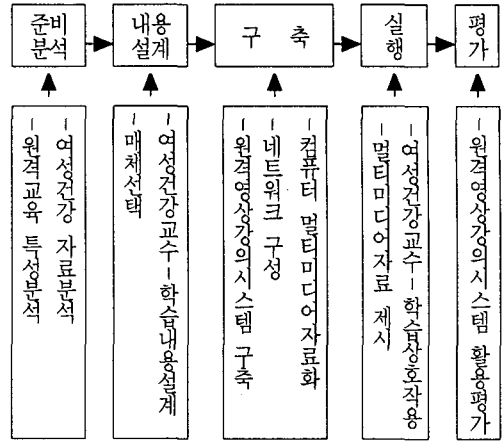 준비
분석
내용
설계
구 축
실
행
평
가
- 여성건강 자료분석
- 원격교육 특성분석
- 여성건강교수-학습내용설계
- 매체선택
- 컴퓨터 멀티미디어자료화
- 네트워크 구성
- 원격영상강의시스템 구축
- 여성건강교수-학습상호작용
- 멀티미디어자료 제시
- 원격영상강의시스템 활용평가